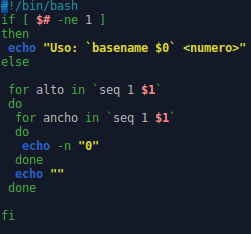 #!/bin/bash
if [ $# -ne 1 ]
then
 echo "Uso: `basename $0` <numero>"
else

 for alto in `seq 1 $1`
 do
  for ancho in `seq 1 $1`
  do
   echo -n "0"
  done
  echo ""
 done

fi